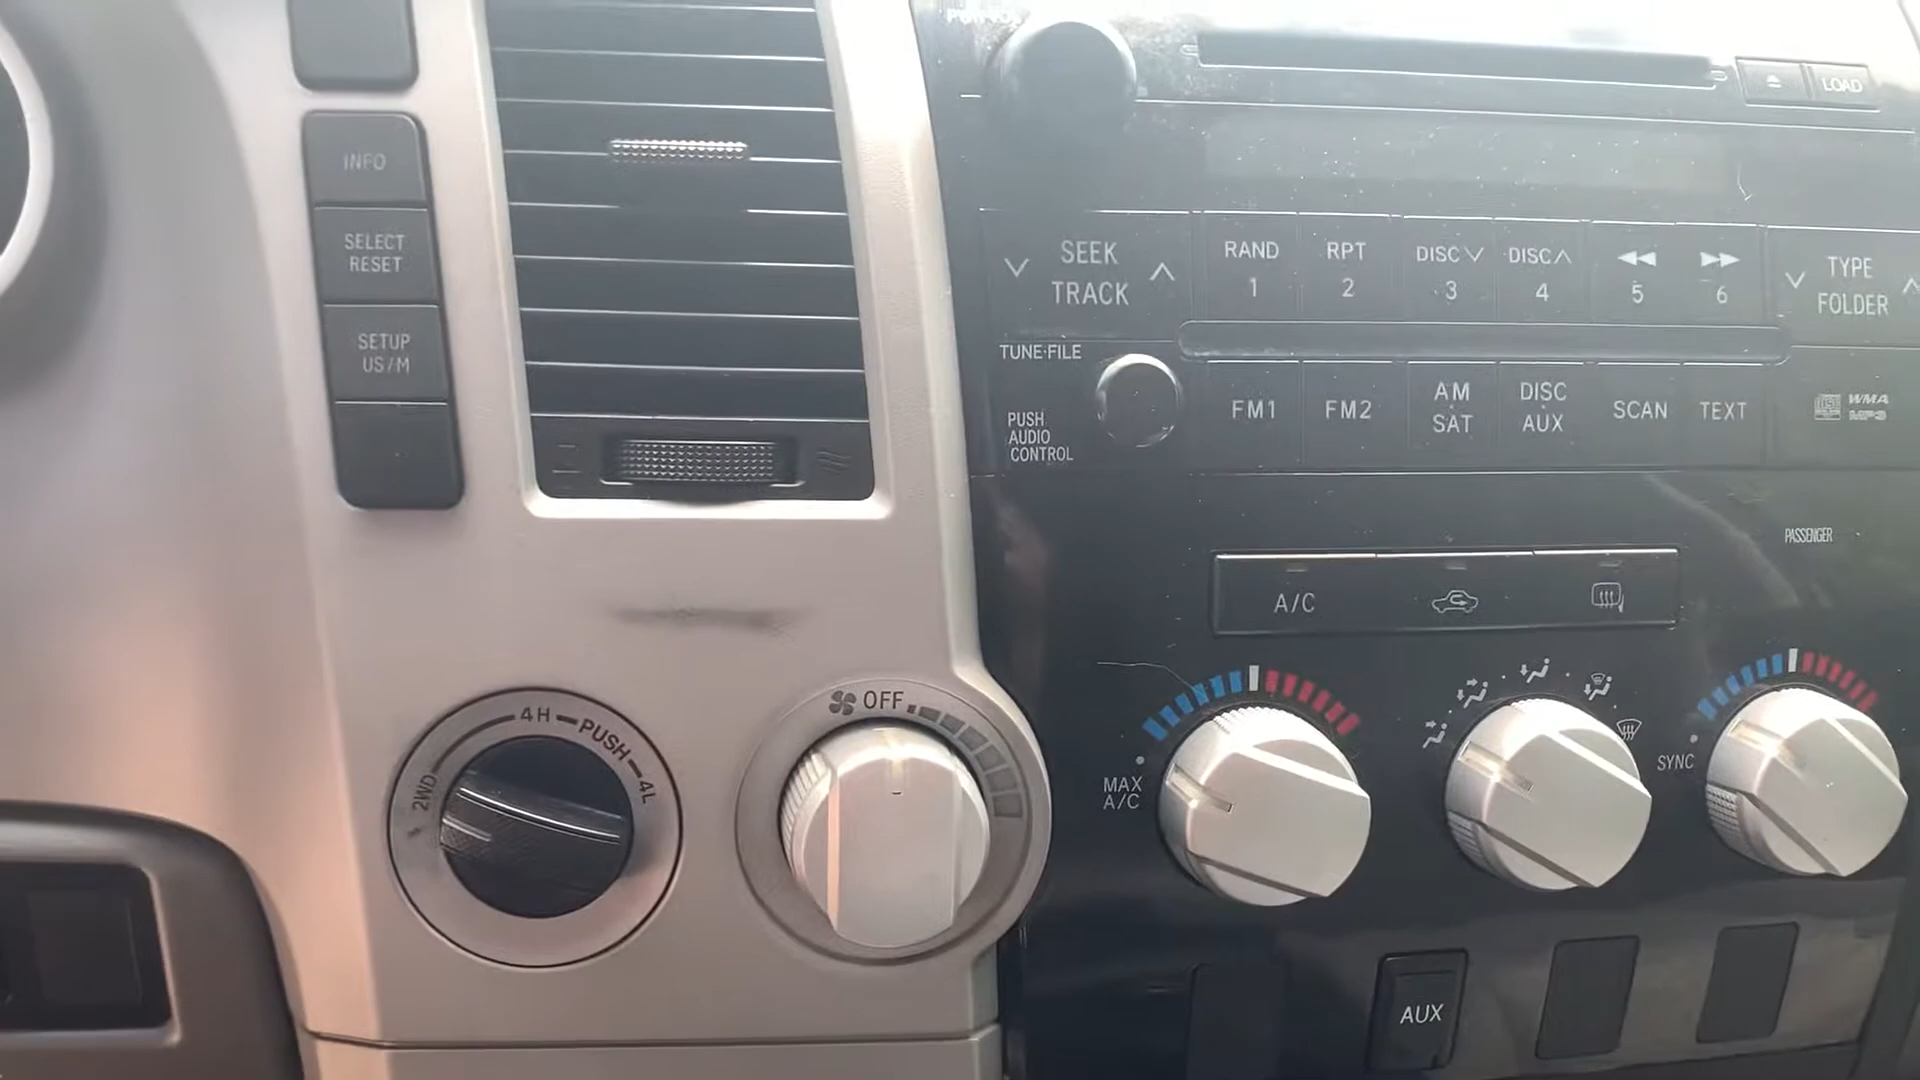 LOAD
INFO
SELECT
RESET
SETUP
US/M
SEEK
TRACK
RAND
1
RPT
2
DISC
3
DISC
4
5
6
TYPE
FOLDER
TUNE·FILE
PUSH
AUDIO
CONTROL
FM1
FM2
AM
SAT
DISC
AUX
SCAN
TEXT
WMA
MP3
PASSENGER
A/C
2WD
4H
PUSH
4L
OFF
MAX
A/C
SYNC
AUX